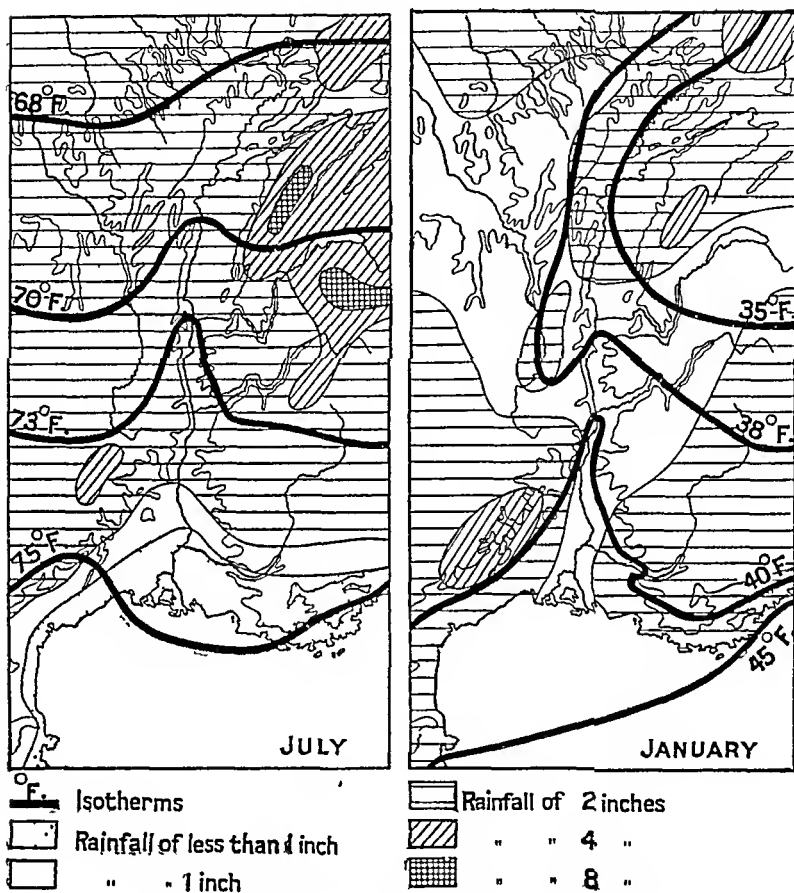 68°F.
70°F.
73°F.
75°F.
JULY
35°F.
38°F.
40°F.
45°F.
JANUARY
°F. Isotherms
Rainfall of less than 1 inch
" " 1 inch
Rainfall of 2 inches
" " 4 "
" " 8 "